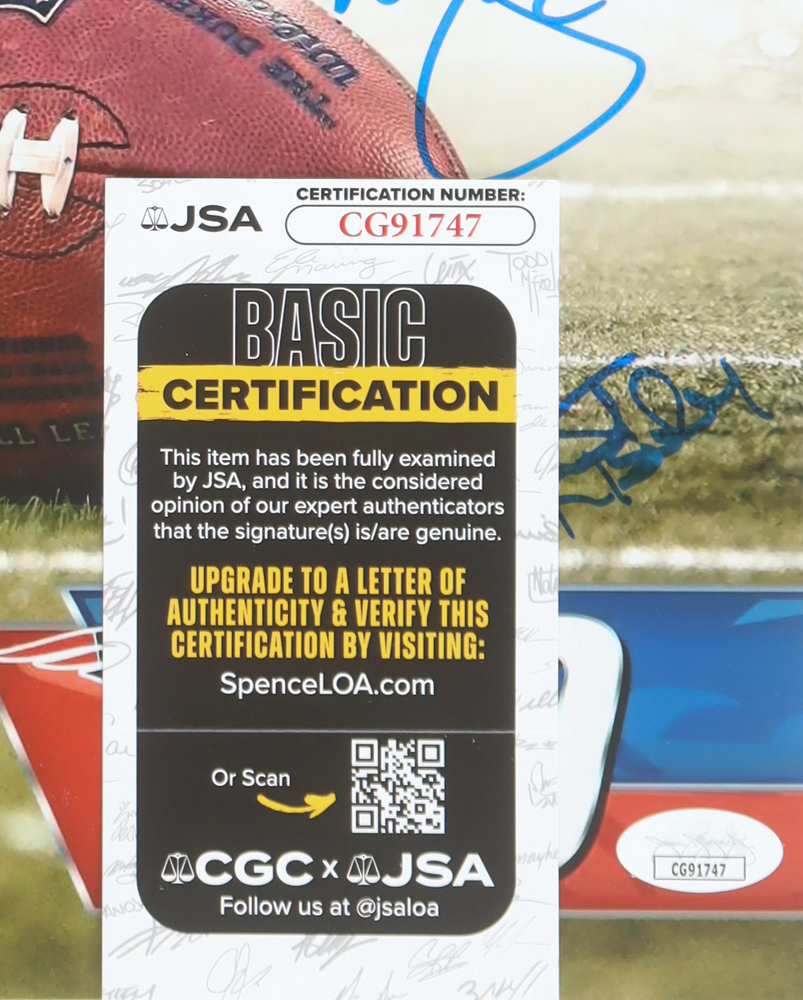 "THE DUKE"
CERTIFICATION NUMBER:
JSA
CG91747
BASIC
CERTIFICATION
This item has been fully examined
by JSA, and it is the considered
opinion of our expert authenticators
that the signature(s) is/are genuine.
UPGRADE TO A LETTER OF
AUTHENTICITY & VERIFY THIS
CERTIFICATION BY VISITING:
SpenceLOA.com
Or Scan
CGC x JSA
Follow us at @jsaloa
CG91747